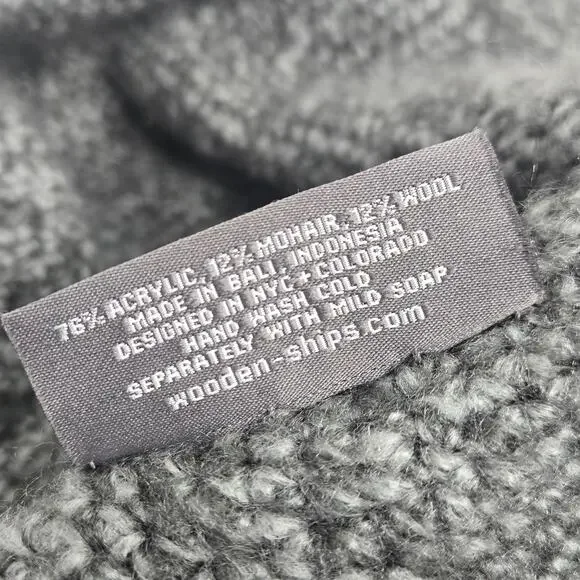 76% ACRYLIC, 12% MOHAIR, 12% WOOL
MADE IN BALI, INDONESIA
DESIGNED IN NYC + COLORADO
HAND WASH COLD
SEPARATELY WITH MILD SOAP
wooden-ships.com